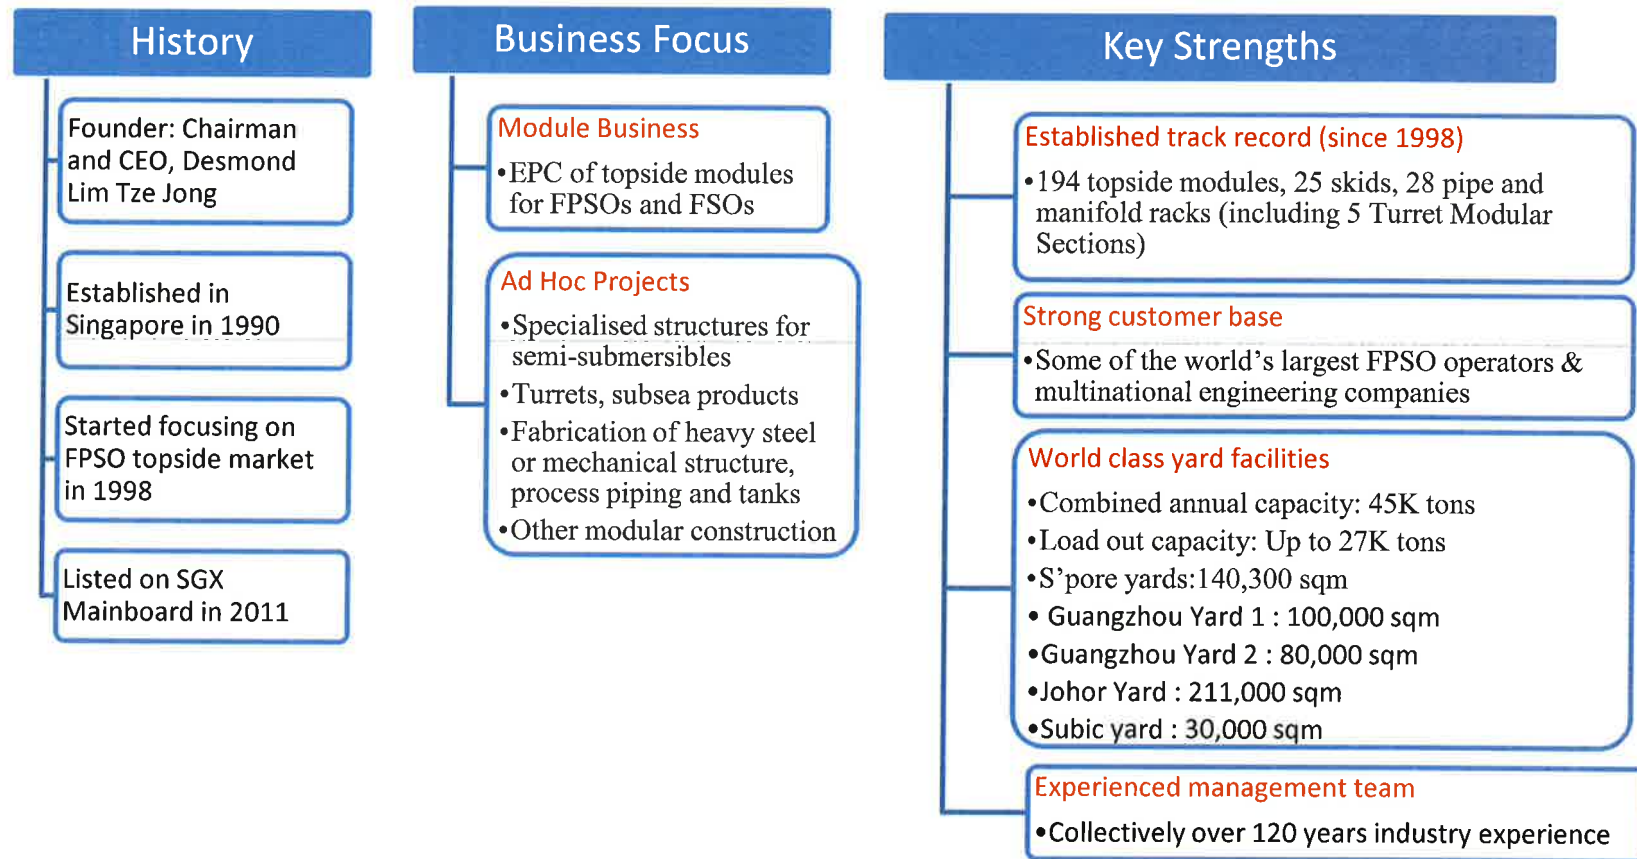 History
Founder: Chairman
and CEO, Desmond
Lim Tze Jong
Established in
Singapore in 1990
Started focusing on
FPSO topside market
in 1998
Listed on SGX
Mainboard in 2011
Business Focus
Module Business
•EPC of topside modules
for FPSOs and FSOs
Ad Hoc Projects
•Specialised structures for
semi-submersibles
•Turrets, subsea products
•Fabrication of heavy steel
or mechanical structure,
process piping and tanks
•Other modular construction
Key Strengths
Established track record (since 1998)
•194 topside modules, 25 skids, 28 pipe and
manifold racks (including 5 Turret Modular
Sections)
Strong customer base
•Some of the world's largest FPSO operators &
multinational engineering companies
World class yard facilities
•Combined annual capacity: 45K tons
•Load out capacity: Up to 27K tons
•S'pore yards:140,300 sqm
• Guangzhou Yard 1 : 100,000 sqm
•Guangzhou Yard 2 : 80,000 sqm
•Johor Yard : 211,000 sqm
•Subic yard : 30,000 sqm
Experienced management team
•Collectively over 120 years industry experience